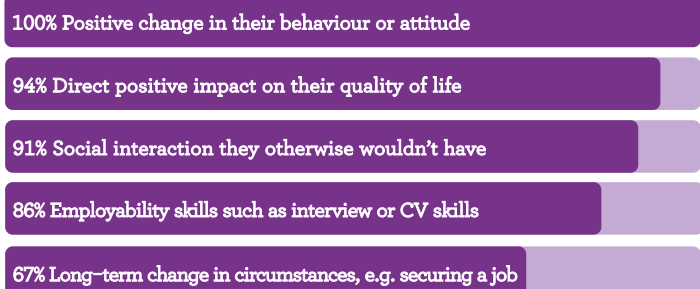 100% Positive change in their behaviour or attitude
94% Direct positive impact on their quality of life
91% Social interaction they otherwise wouldn't have
86% Employability skills such as interview or CV skills
67% Long-term change in circumstances, e.g. securing a job